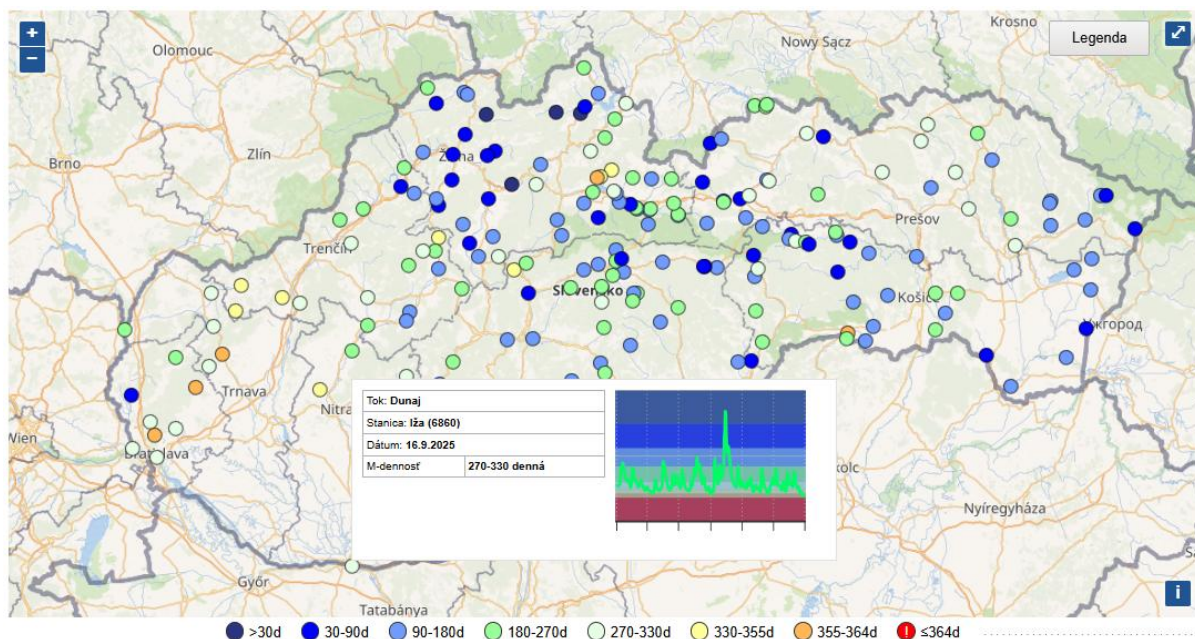 +
−
Olomouc
Nowy Sącz
Krosno
Legenda
Brno
Zlín
Žilina
Trenčín
Prešov
Slovensko
Košice
Ужгород
Trnava
Nitra
Wien
Bratislava
Tok: Dunaj
Stanica: Iža (6860)
Dátum: 16.9.2025
M-dennosť 270-330 denná
Nyíregyháza
Győr
Tatabánya
i
>30d 30-90d 90-180d 180-270d 270-330d 330-355d 355-364d ! ≤364d